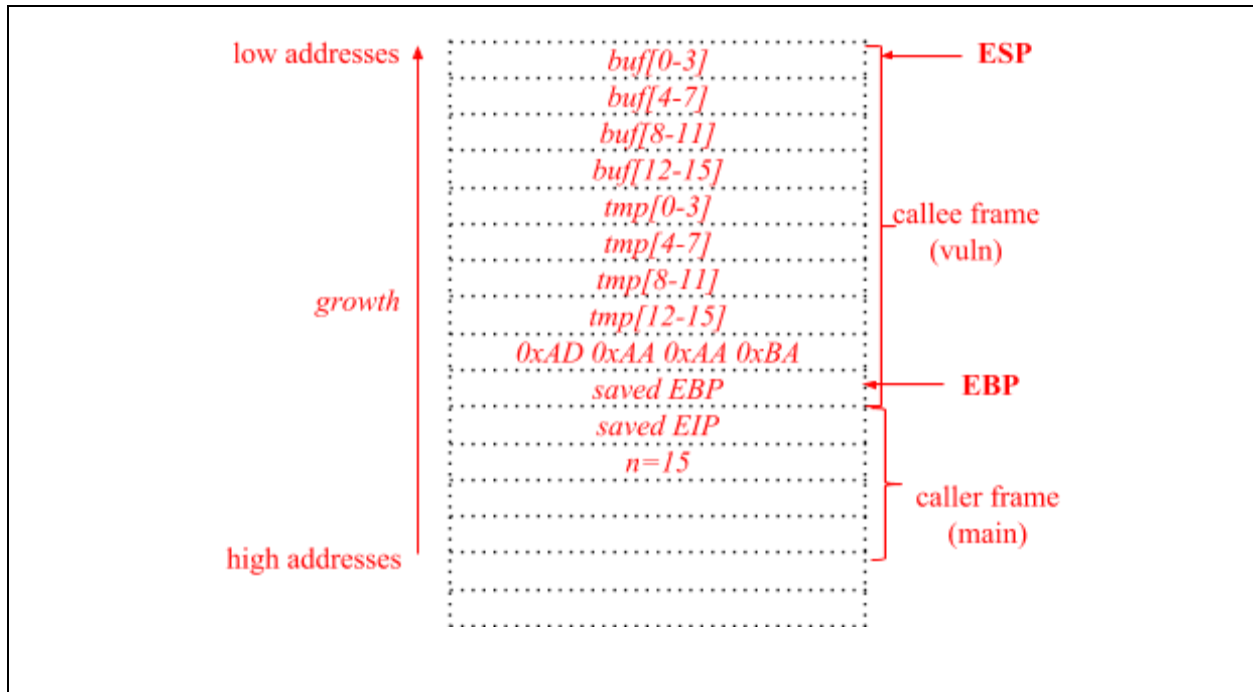 low addresses
buf[0-3]
ESP
buf[4-7]
buf[8-11]
buf[12-15]
tmp[0-3]
callee frame
(vuln)
tmp[4-7]
tmp[8-11]
growth
tmp[12-15]
0xAD 0xAA 0xAA 0xBA
saved EBP
EBP
saved EIP
n=15
caller frame
(main)
high addresses